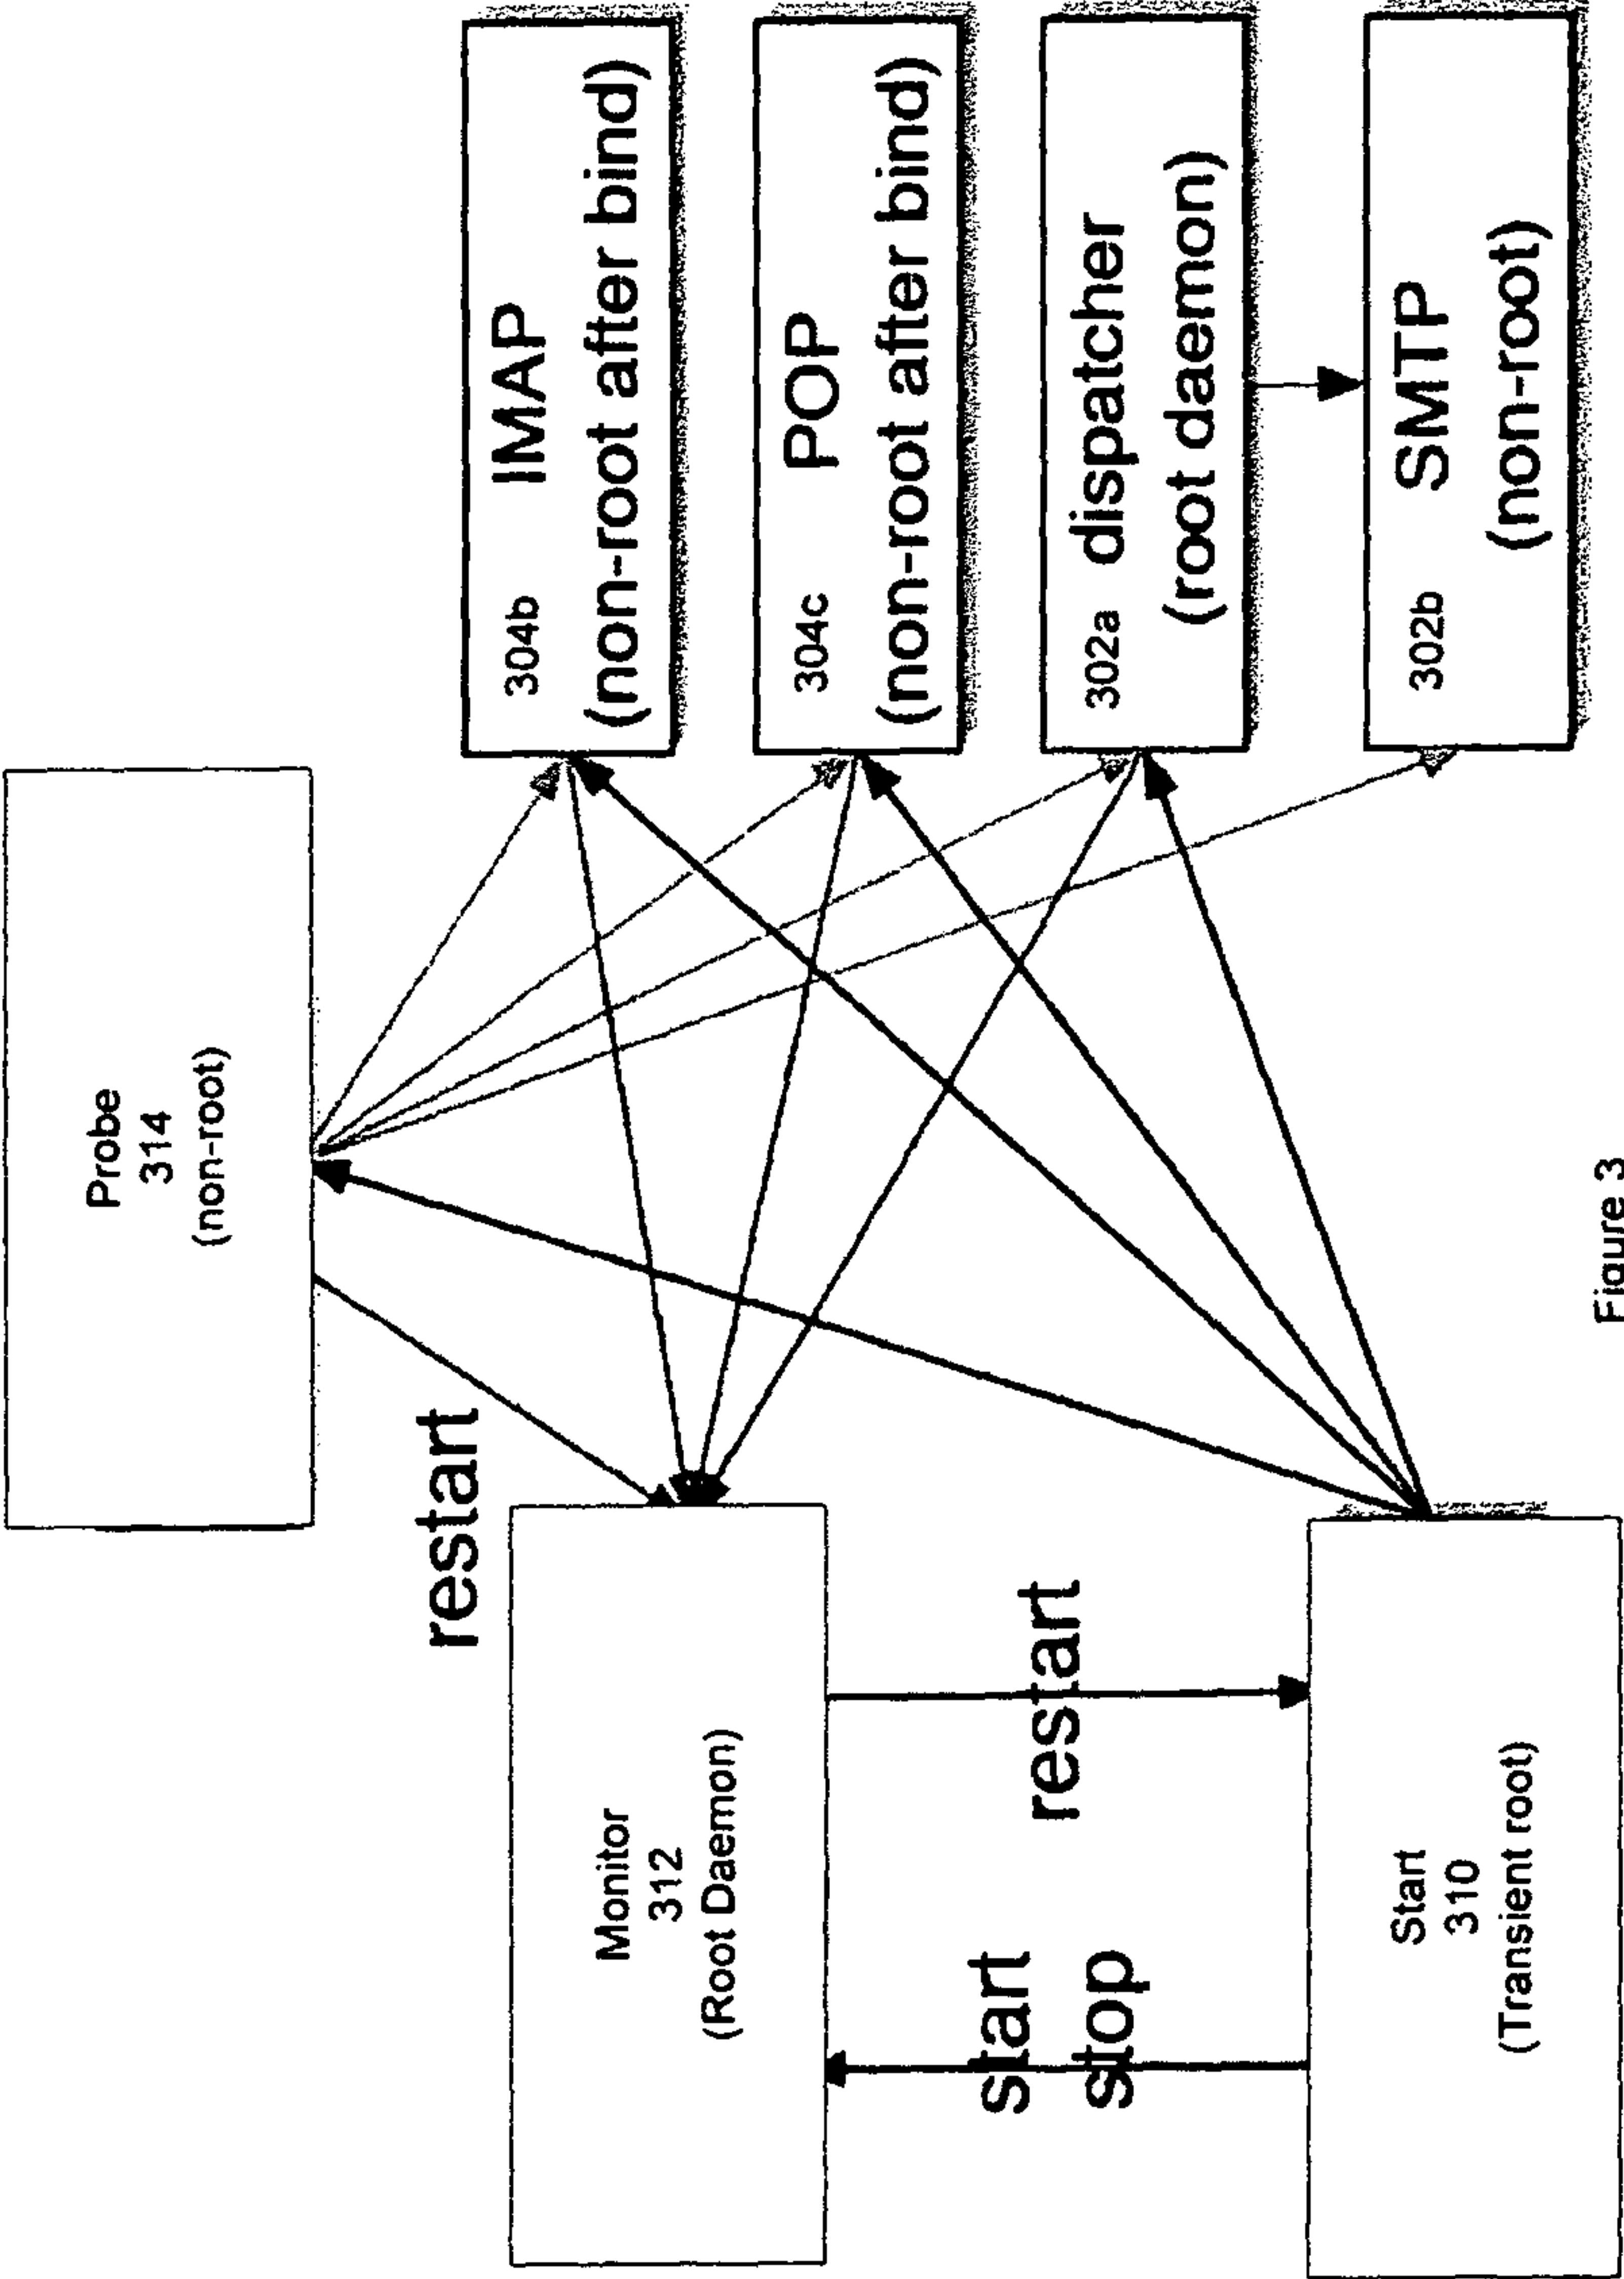 Probe
314
(non-root)
restart
Monitor
312
(Root Daemon)
restart
start
stop
Start
310
(Transient root)
304b IMAP
(non-root after bind)
304c POP
(non-root after bind)
302a dispatcher
(root daemon)
302b SMTP
(non-root)
Figure 3